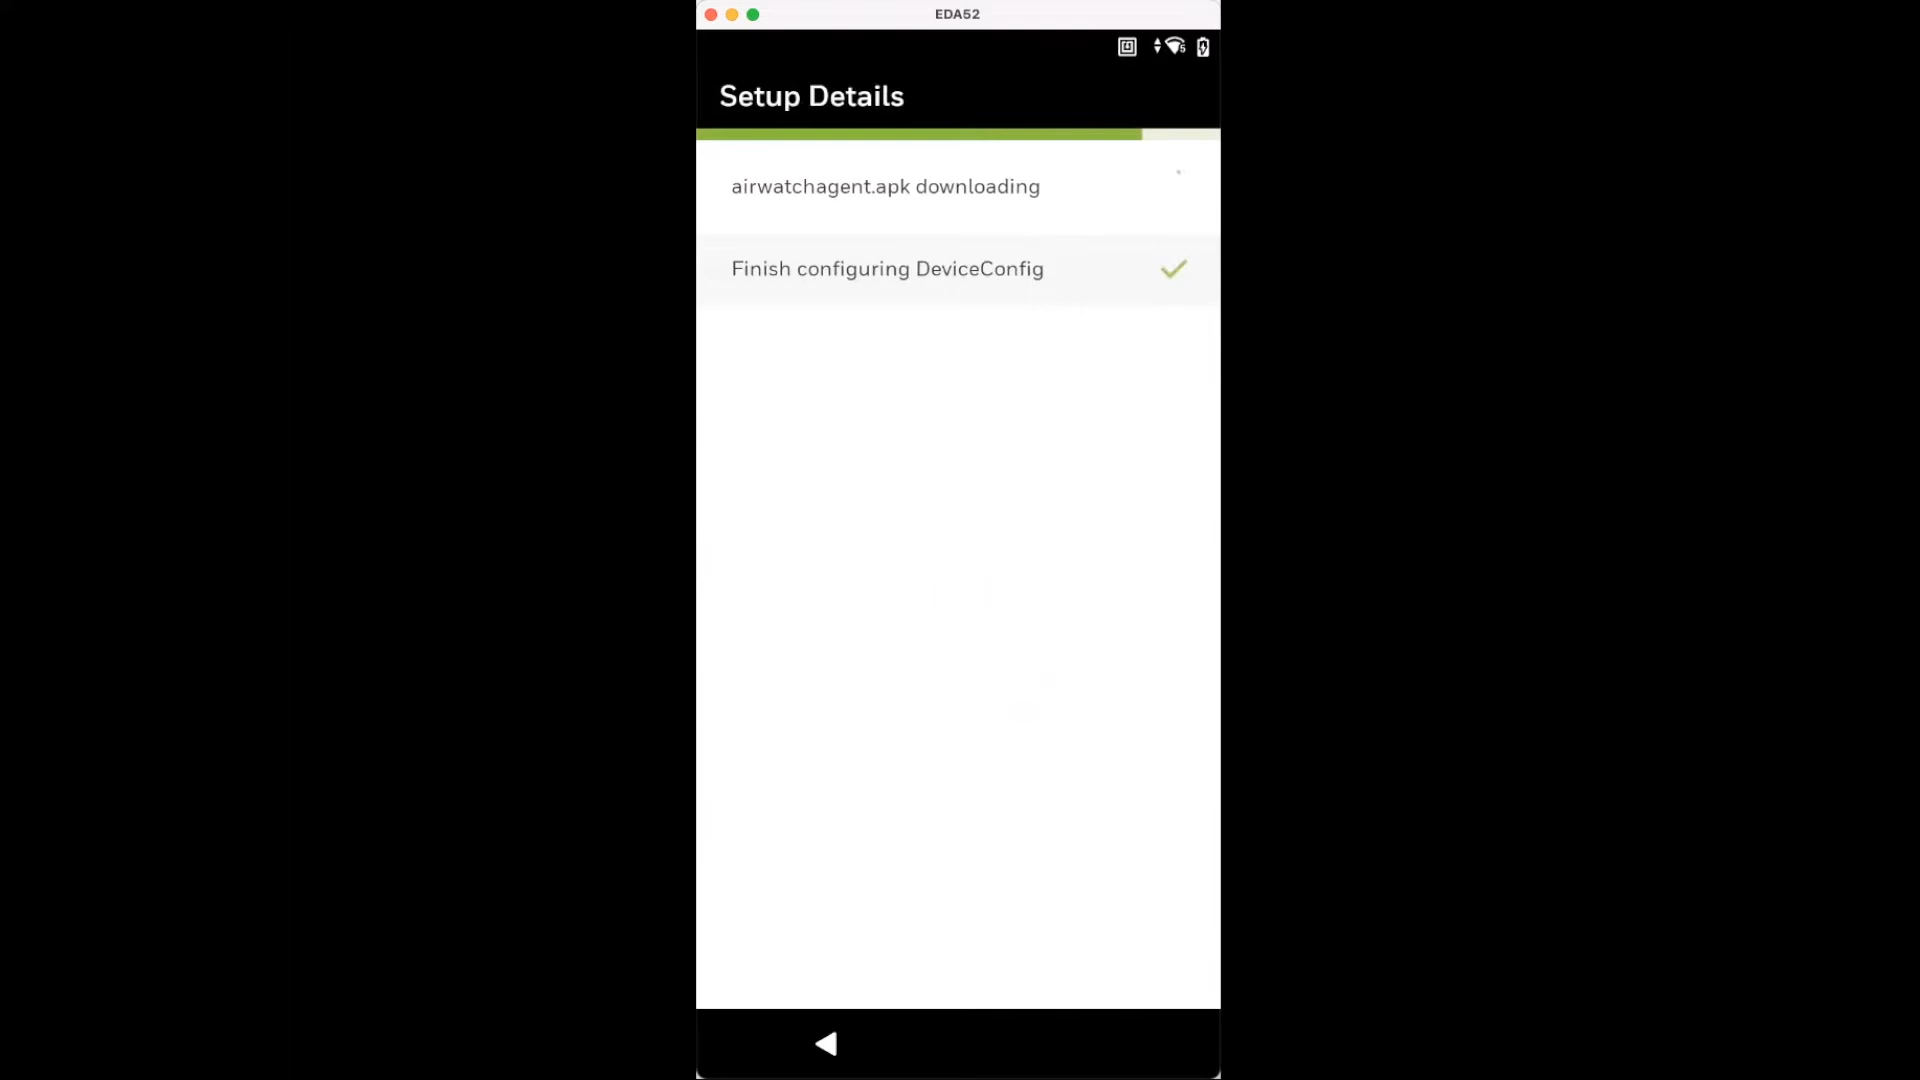 EDA52
Setup Details
airwatchagent.apk downloading
Finish configuring DeviceConfig